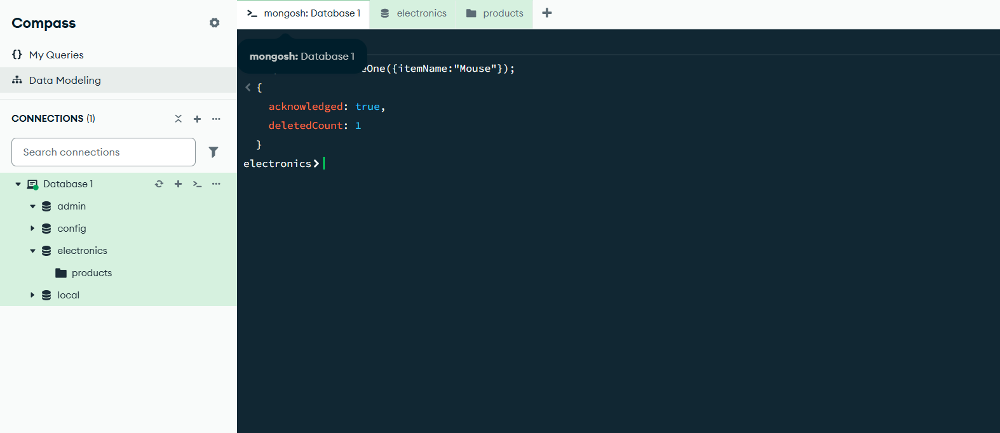 Compass
My Queries
Data Modeling
CONNECTIONS (1)
Search connections
Database 1
admin
config
electronics
products
local
mongosh: Database 1
electronics
products
mongosh: Database 1
eOne({itemName:"Mouse"});
{
acknowledged: true,
deletedCount: 1
}
electronics>